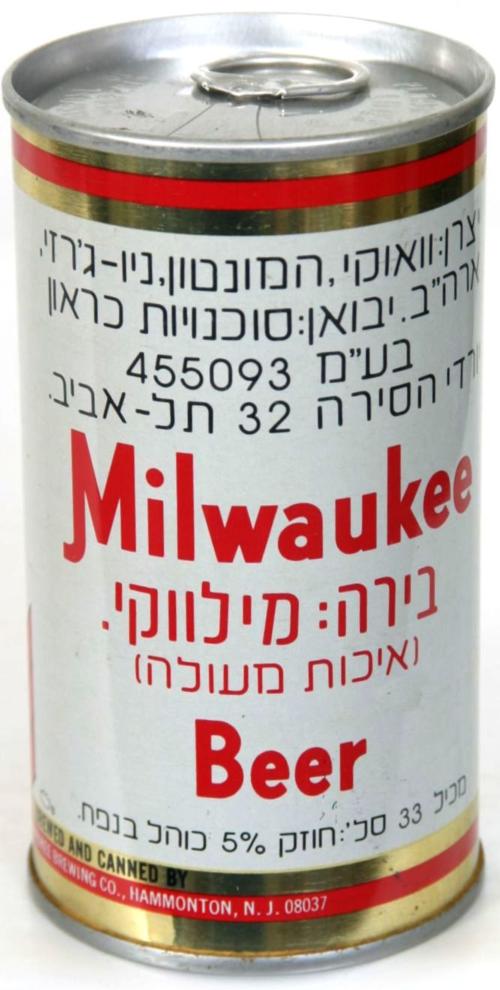 יצרן:וואוקי,המונטון,ניו-ג'רזי,
ארה"ב.יבואן:סוכנויות כראון
בע"מ 455093
ורדי הסירה 32 תל-אביב.
Milwaukee
בירה: מילווקי.
(איכות מעולה)
Beer
מכיל 33 סל':חוזק 5% כוהל בנפח.
BREWED AND CANNED BY
BREWING CO., HAMMONTON, N. J. 08037